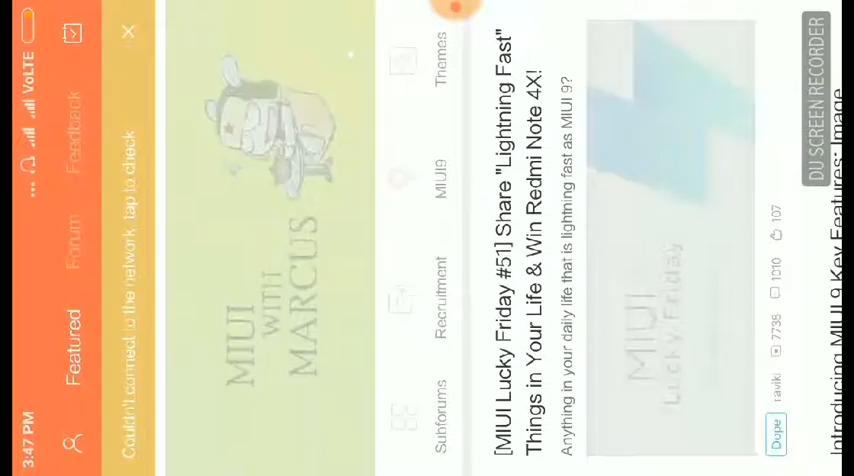 3:47 PM ... VoLTE
Featured Forum Feedback
Couldn't connect to the network, tap to check
MIUI
WITH
MARCUS
Subforums Recruitment MIUI9 Themes
[MIUI Lucky Friday #51] Share "Lightning Fast"
Things in Your Life & Win Redmi Note 4X!
Anything in your daily life that is lightning fast as MIUI 9?
MIUI
Lucky Friday
Dupe raviki 7738 1010 107
DU SCREEN RECORDER
Introducing MIUI 9 Key Features: Image